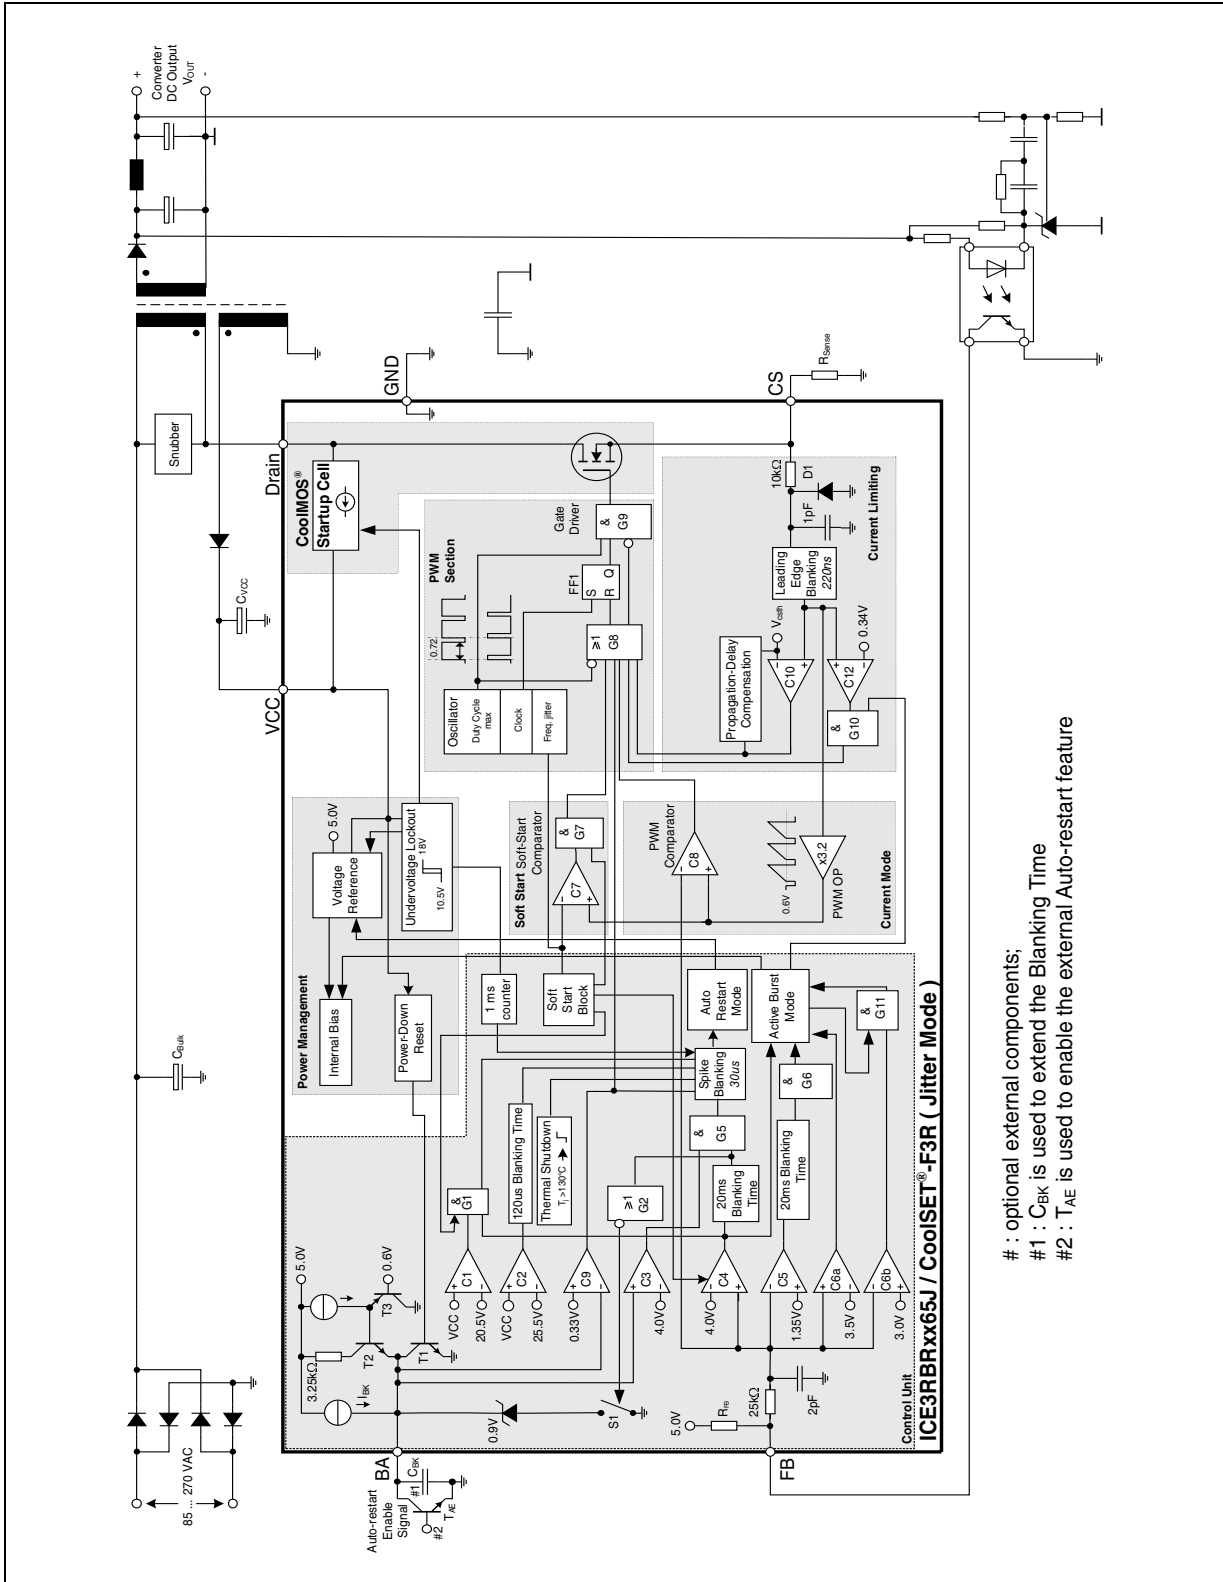 +
Converter
DC Output
VOUT
-
Snubber
CBulk
85 ... 270 VAC
CVCC
VCC
Drain
GND
CS
RSense
CoolMOS®
Startup Cell
Power Management
Internal Bias
Voltage
Reference
5.0V
Undervoltage Lockout
18V
10.5V
Power-Down
Reset
PWM
Section
0.72
Oscillator
Duty Cycle
max
Clock
Freq. jitter
Gate
Driver
FF1
S
R
Q
&
G9
≥1
G8
Soft Start
Soft-Start
Comparator
C7
&
G7
Soft
Start
Block
1 ms
counter
PWM
Comparator
C8
0.6V
x3.2
PWM OP
Current Mode
Current Limiting
10kΩ
D1
1pF
Leading
Edge
Blanking
220ns
Propagation-Delay
Compensation
Vcsth
C10
C12
0.34V
&
G10
Auto
Restart
Mode
Active Burst
Mode
&
G11
&
G6
Spike
Blanking
30us
&
G5
20ms
Blanking
Time
20ms Blanking
Time
120us Blanking Time
Thermal Shutdown
Tj >130°C
&
G1
≥1
G2
C1
VCC
20.5V
C2
VCC
25.5V
C9
0.33V
C3
4.0V
C4
4.0V
C5
1.35V
C6a
3.5V
C6b
3.0V
5.0V
3.25kΩ
IBK
T2
T3
0.6V
T1
0.9V
S1
5.0V
RFB
25kΩ
2pF
Control Unit
BA
FB
Auto-restart
Enable
Signal
#1
CBK
#2
TAE
ICE3RBRxx65J / CoolSET®-F3R ( Jitter Mode )
# : optional external components;
#1 : CBK is used to extend the Blanking Time
#2 : TAE is used to enable the external Auto-restart feature